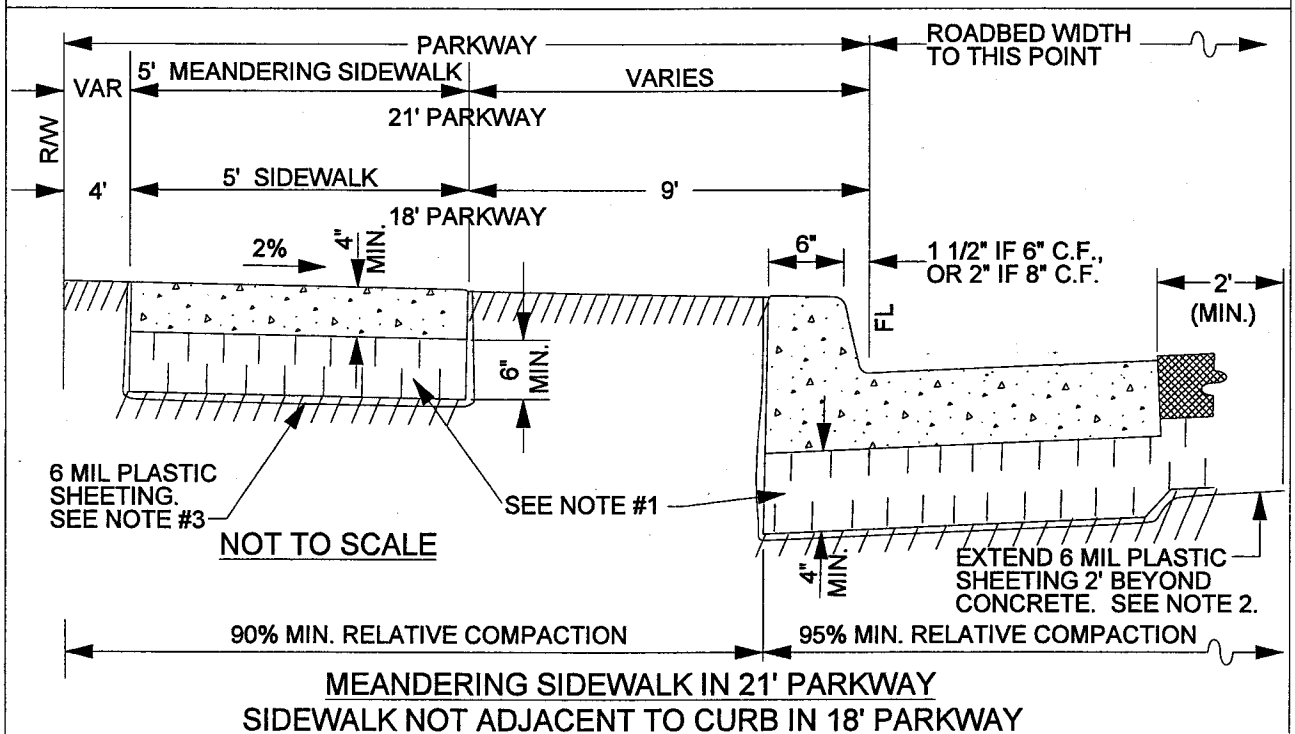 PARKWAY
ROADBED WIDTH
TO THIS POINT
VAR
5' MEANDERING SIDEWALK
VARIES
21' PARKWAY
R/W
4'
5' SIDEWALK
9'
18' PARKWAY
2%
4"
MIN.
6"
1 1/2" IF 6" C.F.,
OR 2" IF 8" C.F.
2'
(MIN.)
FL
6"
MIN.
6 MIL PLASTIC
SHEETING.
SEE NOTE #3
SEE NOTE #1
NOT TO SCALE
4"
MIN.
EXTEND 6 MIL PLASTIC
SHEETING 2' BEYOND
CONCRETE. SEE NOTE 2.
90% MIN. RELATIVE COMPACTION
95% MIN. RELATIVE COMPACTION
MEANDERING SIDEWALK IN 21' PARKWAY
SIDEWALK NOT ADJACENT TO CURB IN 18' PARKWAY